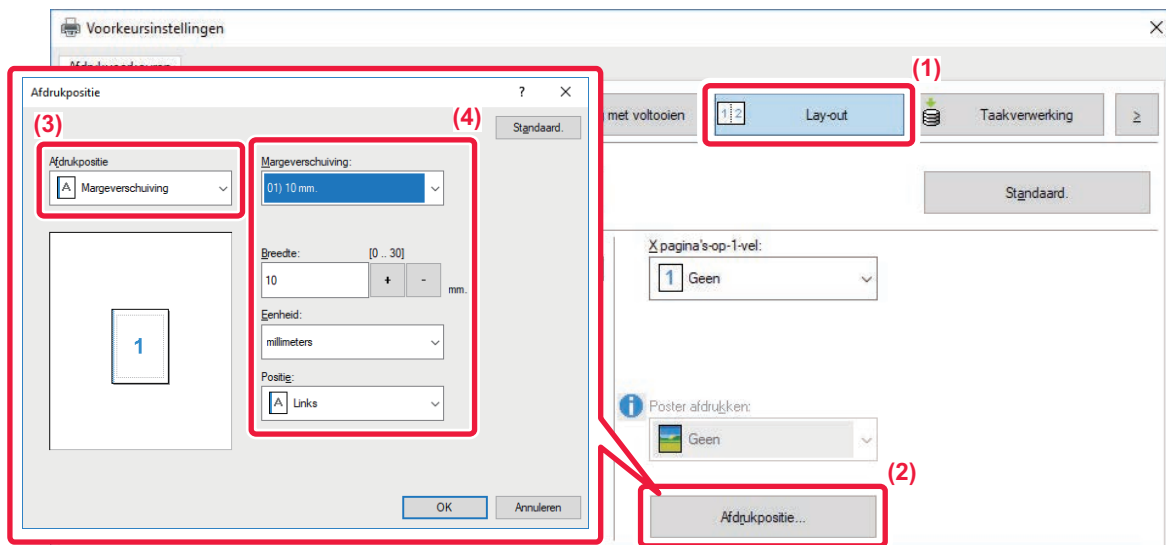 Voorkeursinstellingen
(1)
met voltooien
1 2
Lay-out
Taakverwerking
≥
Standaard.
X pagina's-op-1-vel:
1 Geen
Poster afdrukken:
Geen
(2)
Afdrukpositie...
Afdrukpositie
?
Standaard.
(3)
Afdrukpositie
A Margeverschuiving
1
(4)
Margeverschuiving:
01) 10 mm.
Breedte:
[0 .. 30]
10
+
-
mm.
Eenheid:
millimeters
Positie:
A Links
OK
Annuleren